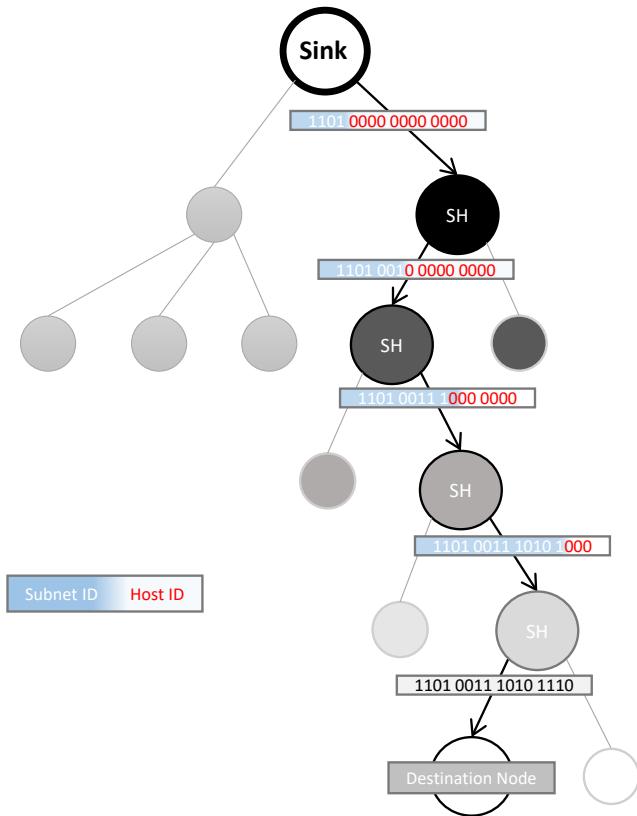 Sink
1101 0000 0000 0000
SH
1101 0010 0000 0000
SH
1101 0011 1000 0000
SH
1101 0011 1010 1000
Subnet ID Host ID
SH
1101 0011 1010 1110
Destination Node